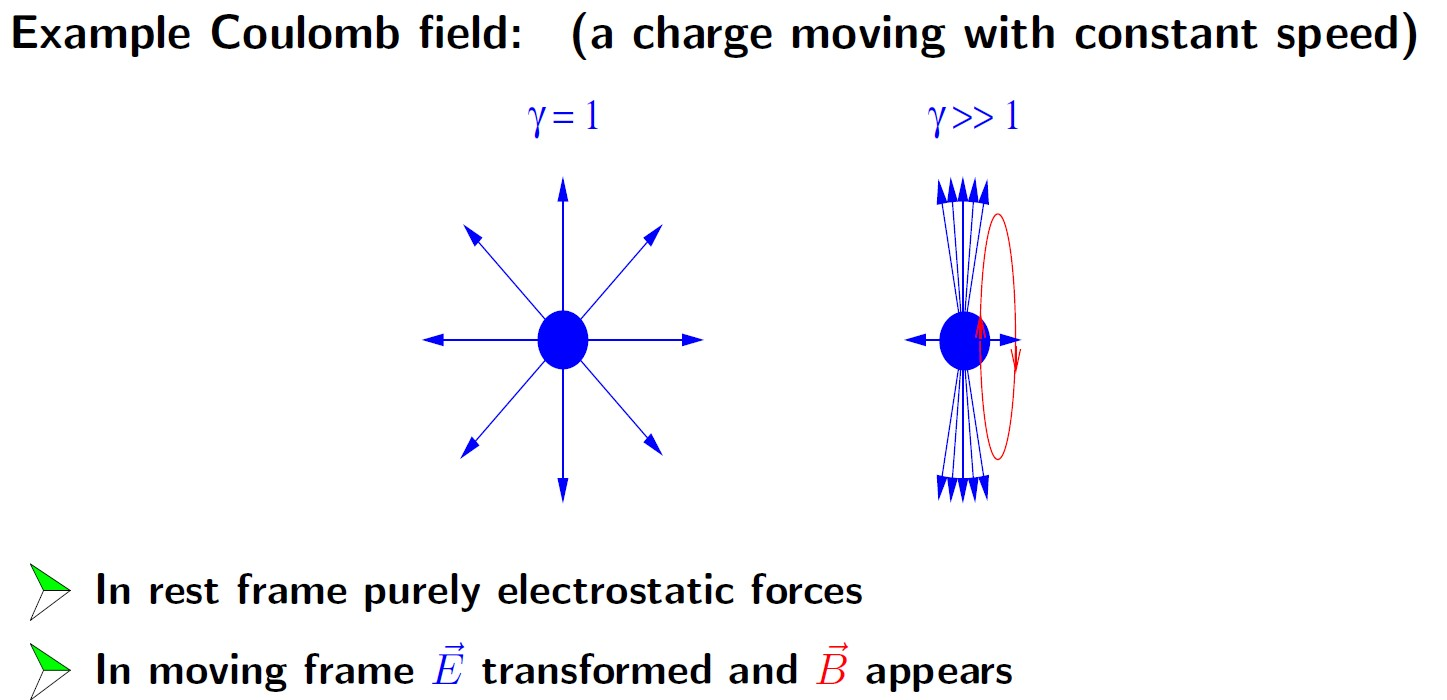 Example Coulomb field: (a charge moving with constant speed)
γ = 1 γ >> 1
In rest frame purely electrostatic forces
In moving frame E⃗ transformed and B⃗ appears